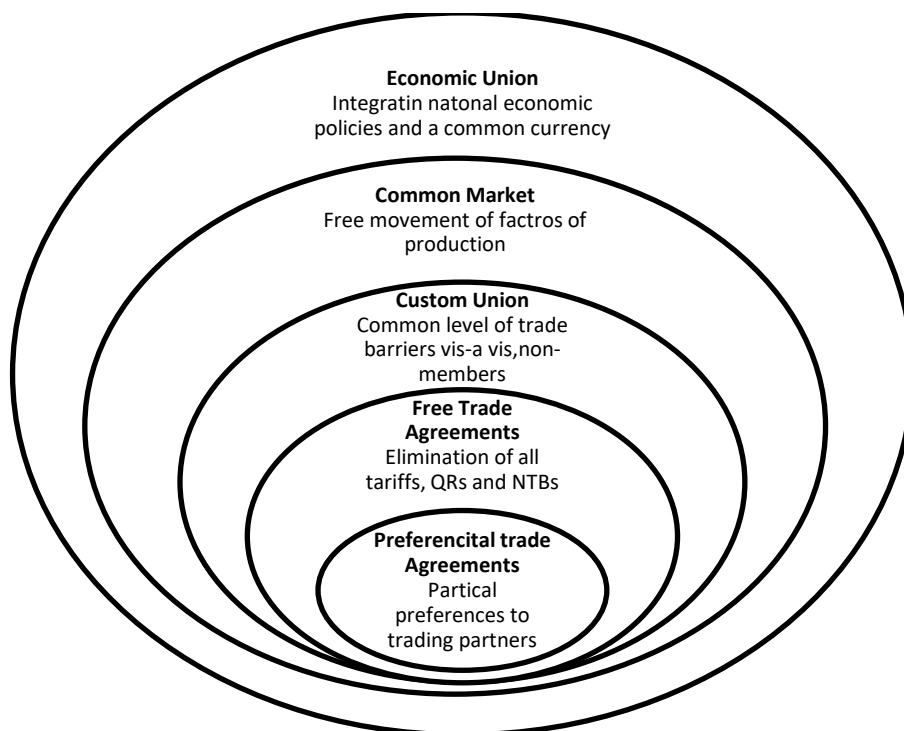 Economic Union
Integratin natonal economic
policies and a common currency
Common Market
Free movement of factros of
production
Custom Union
Common level of trade
barriers vis-a vis,non-
members
Free Trade
Agreements
Elimination of all
tariffs, QRs and NTBs
Preferencital trade
Agreements
Partical
preferences to
trading partners